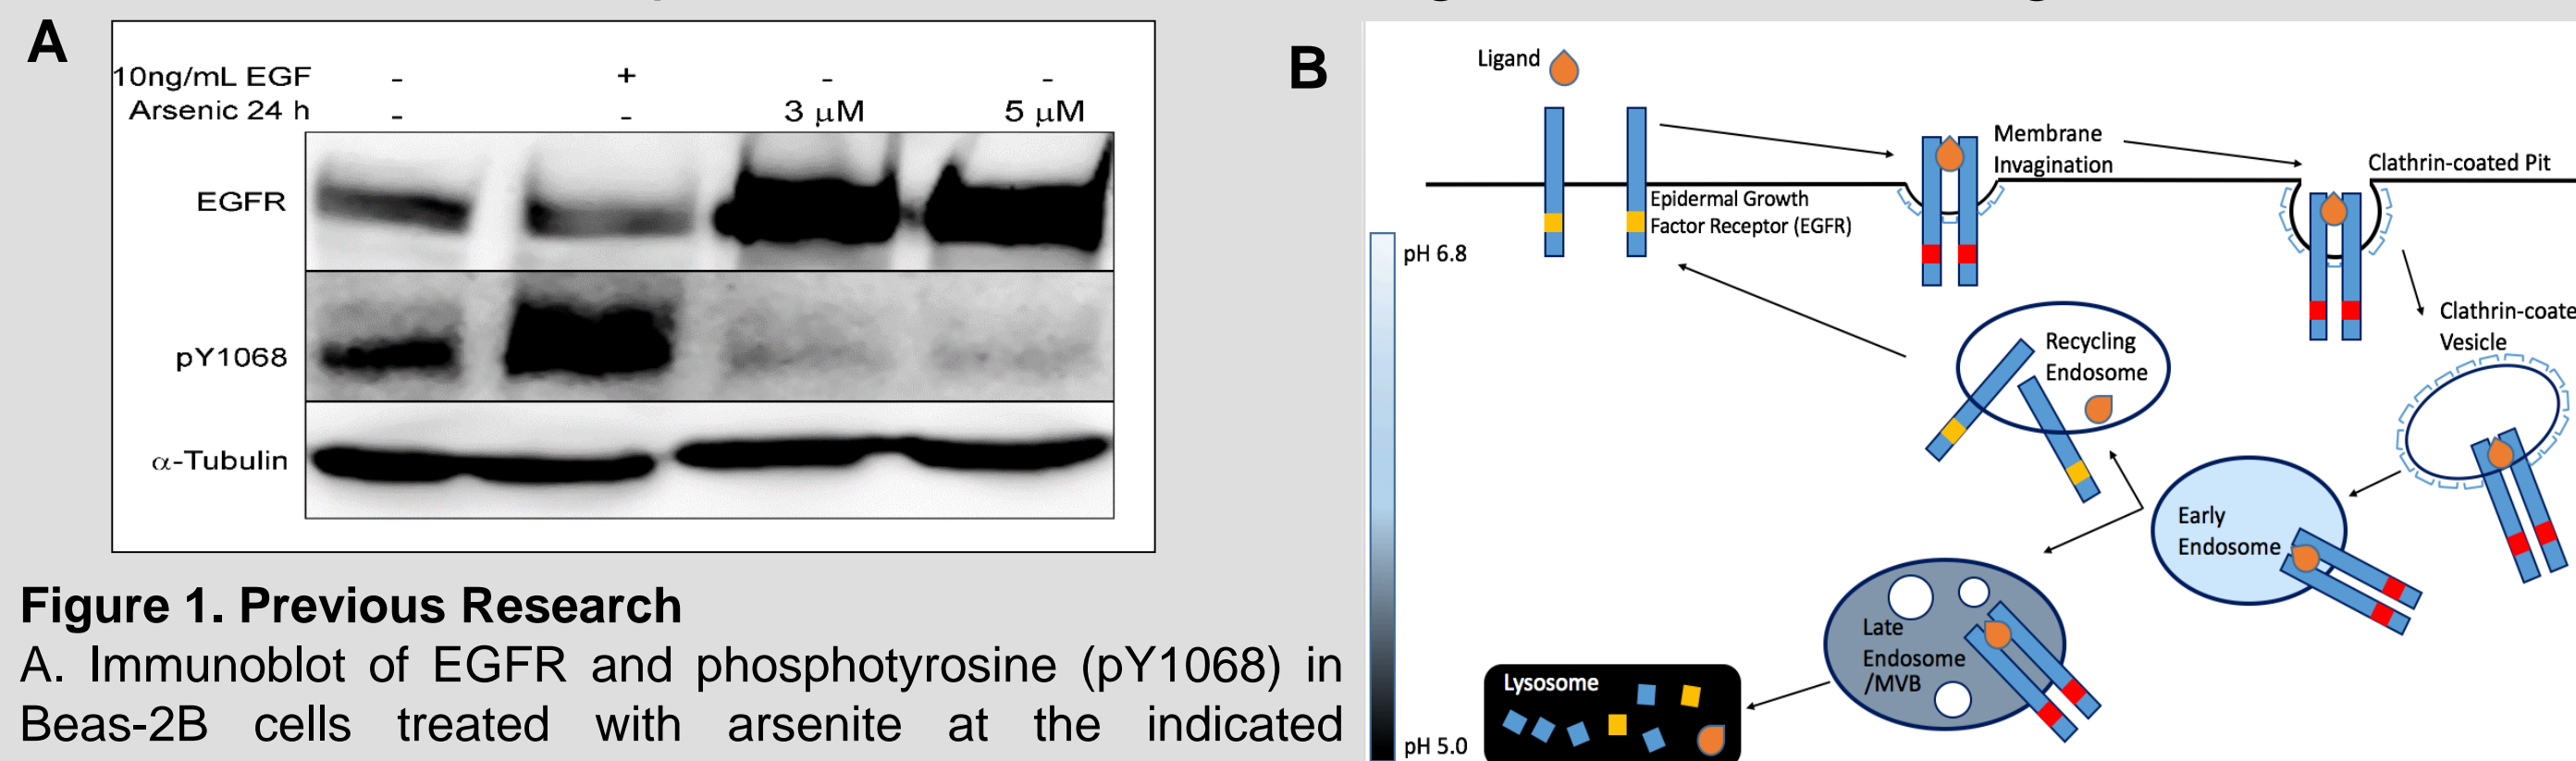 A
10ng/mL EGF - + - -
Arsenic 24 h - - 3 μM 5 μM
EGFR
pY1068
α-Tubulin
Figure 1. Previous Research
A. Immunoblot of EGFR and phosphotyrosine (pY1068) in
Beas-2B cells treated with arsenite at the indicated
B
Ligand
Membrane
Invagination
Clathrin-coated Pit
Epidermal Growth
Factor Receptor (EGFR)
pH 6.8
Clathrin-coate
Vesicle
Recycling
Endosome
Early
Endosome
Late
Endosome
/MVB
Lysosome
pH 5.0